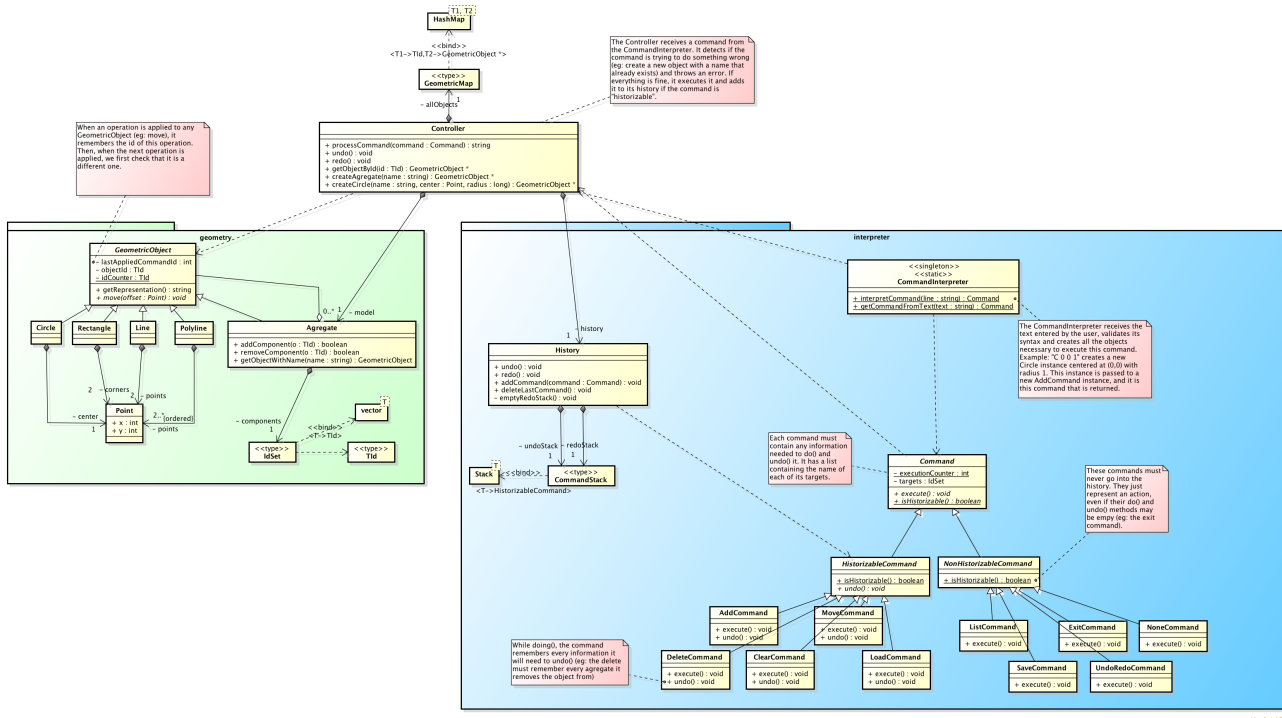 T1, T2
HashMap
<<bind>>
<T1->TId,T2->GeometricObject *>
<<type>>
GeometricMap
1
- allObjects
The Controller receives a command from
the CommandInterpreter. It detects if the
command is trying to do something wrong
(eg: create a new object with a name that
already exists) and throws an error. If
everything is fine, it executes it and adds
it to its history if the command is
"historizable".
When an operation is applied to any
GeometricObject (eg: move), it
remembers the id of this operation.
Then, when the next operation is
applied, we first check that it is a
different one.
Controller
+ processCommand(command : Command) : string
+ undo() : void
+ redo() : void
+ getObjectById(id : TId) : GeometricObject *
+ createAgregate(name : string) : GeometricObject *
+ createCircle(name : string, center : Point, radius : long) : GeometricObject *
geometry
GeometricObject
- lastAppliedCommandId : int
- objectId : TId
- idCounter : TId
+ getRepresentation() : string
+ move(offset : Point) : void
0..*
1
- model
Circle
Rectangle
Line
Polyline
Agregate
+ addComponent(o : TId) : boolean
+ removeComponent(o : TId) : boolean
+ getObjectWithName(name : string) : GeometricObject
2
- corners
2
- points
- center
1
2..*
{ordered}
- points
Point
+ x : int
+ y : int
- components
1
T
vector
<<bind>>
<T->TId>
<<type>>
IdSet
<<type>>
TId
interpreter
<<singleton>>
<<static>>
CommandInterpreter
+ interpretCommand(line : string) : Command
+ getCommandFromText(text : string) : Command
The CommandInterpreter receives the
text entered by the user, validates its
syntax and creates all the objects
necessary to execute this command.
Example: "C 0 0 1" creates a new
Circle instance centered at (0,0) with
radius 1. This instance is passed to a
new AddCommand instance, and it is
this command that is returned.
- history
1
History
+ undo() : void
+ redo() : void
+ addCommand(command : Command) : void
+ deleteLastCommand() : void
- emptyRedoStack() : void
- undoStack
- redoStack
1
1
T
Stack
<<bind>>
<T->HistorizableCommand>
<<type>>
CommandStack
Each command must
contain any information
needed to do() and
undo() it. It has a list
containing the name of
each of its targets.
Command
- executionCounter : int
- targets : IdSet
+ execute() : void
+ isHistorizable() : boolean
These commands must
never go into the
history. They just
represent an action,
even if their do() and
undo() methods may
be empy (eg: the exit
command).
HistorizableCommand
+ isHistorizable() : boolean
+ undo() : void
NonHistorizableCommand
+ isHistorizable() : boolean
AddCommand
+ execute() : void
+ undo() : void
MoveCommand
+ execute() : void
+ undo() : void
ListCommand
+ execute() : void
ExitCommand
+ execute() : void
NoneCommand
+ execute() : void
While doing(), the command
remembers every information it
will need to undo() (eg: the delete
must remember every agregate it
removes the object from)
DeleteCommand
+ execute() : void
+ undo() : void
ClearCommand
+ execute() : void
+ undo() : void
LoadCommand
+ execute() : void
+ undo() : void
SaveCommand
+ execute() : void
UndoRedoCommand
+ execute() : void